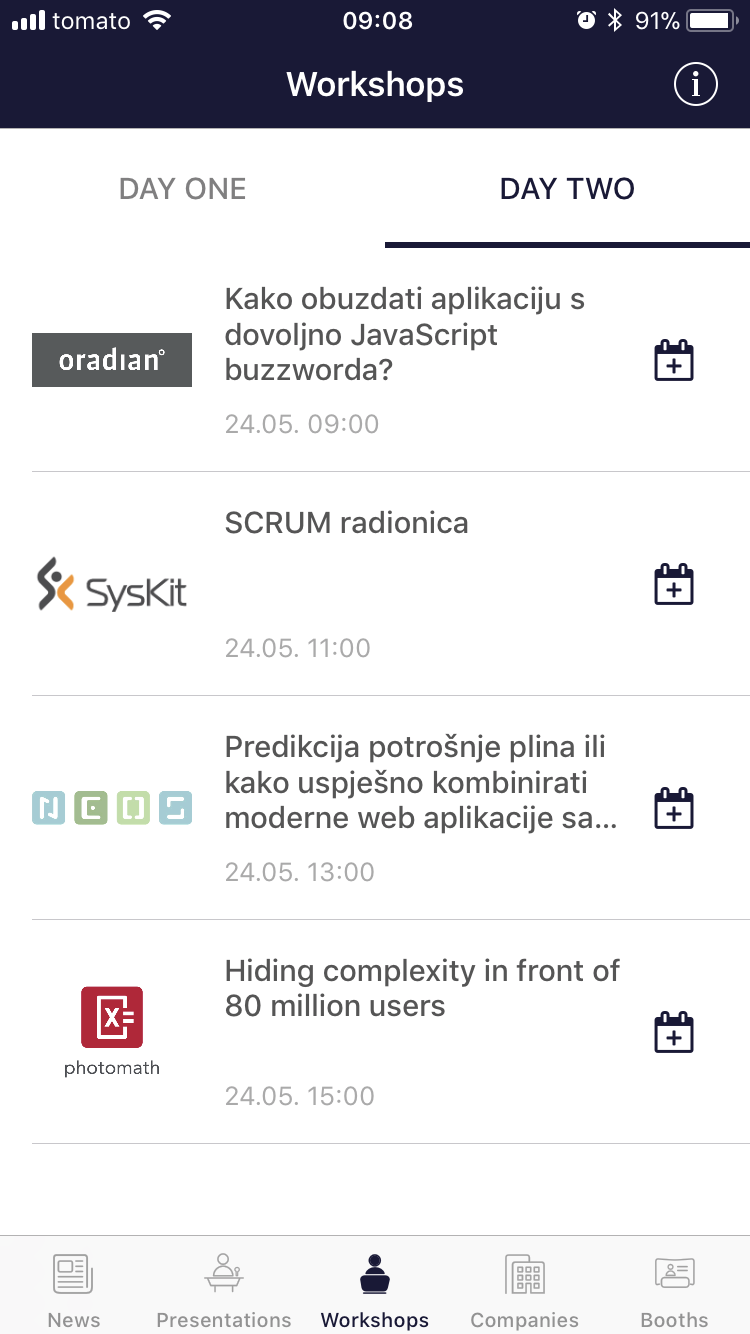 tomato 09:08 91%
Workshops
DAY ONE DAY TWO
Kako obuzdati aplikaciju s
dovoljno JavaScript
buzzworda?
oradian
24.05. 09:00
SCRUM radionica
SysKit
24.05. 11:00
Predikcija potrošnje plina ili
kako uspješno kombinirati
moderne web aplikacije sa...
NEOS
24.05. 13:00
Hiding complexity in front of
80 million users
X=
photomath
24.05. 15:00
News Presentations Workshops Companies Booths